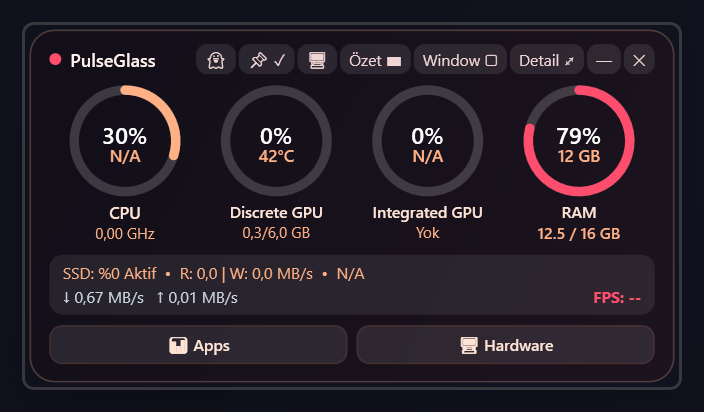 PulseGlass
✓
Özet
Window
Detail
30%
N/A
0%
42°C
0%
N/A
79%
12 GB
CPU
Discrete GPU
Integrated GPU
RAM
0,00 GHz
0,3/6,0 GB
Yok
12.5 / 16 GB
SSD: %0 Aktif • R: 0,0 | W: 0,0 MB/s • N/A
↓ 0,67 MB/s ↑ 0,01 MB/s
FPS: --
Apps
Hardware